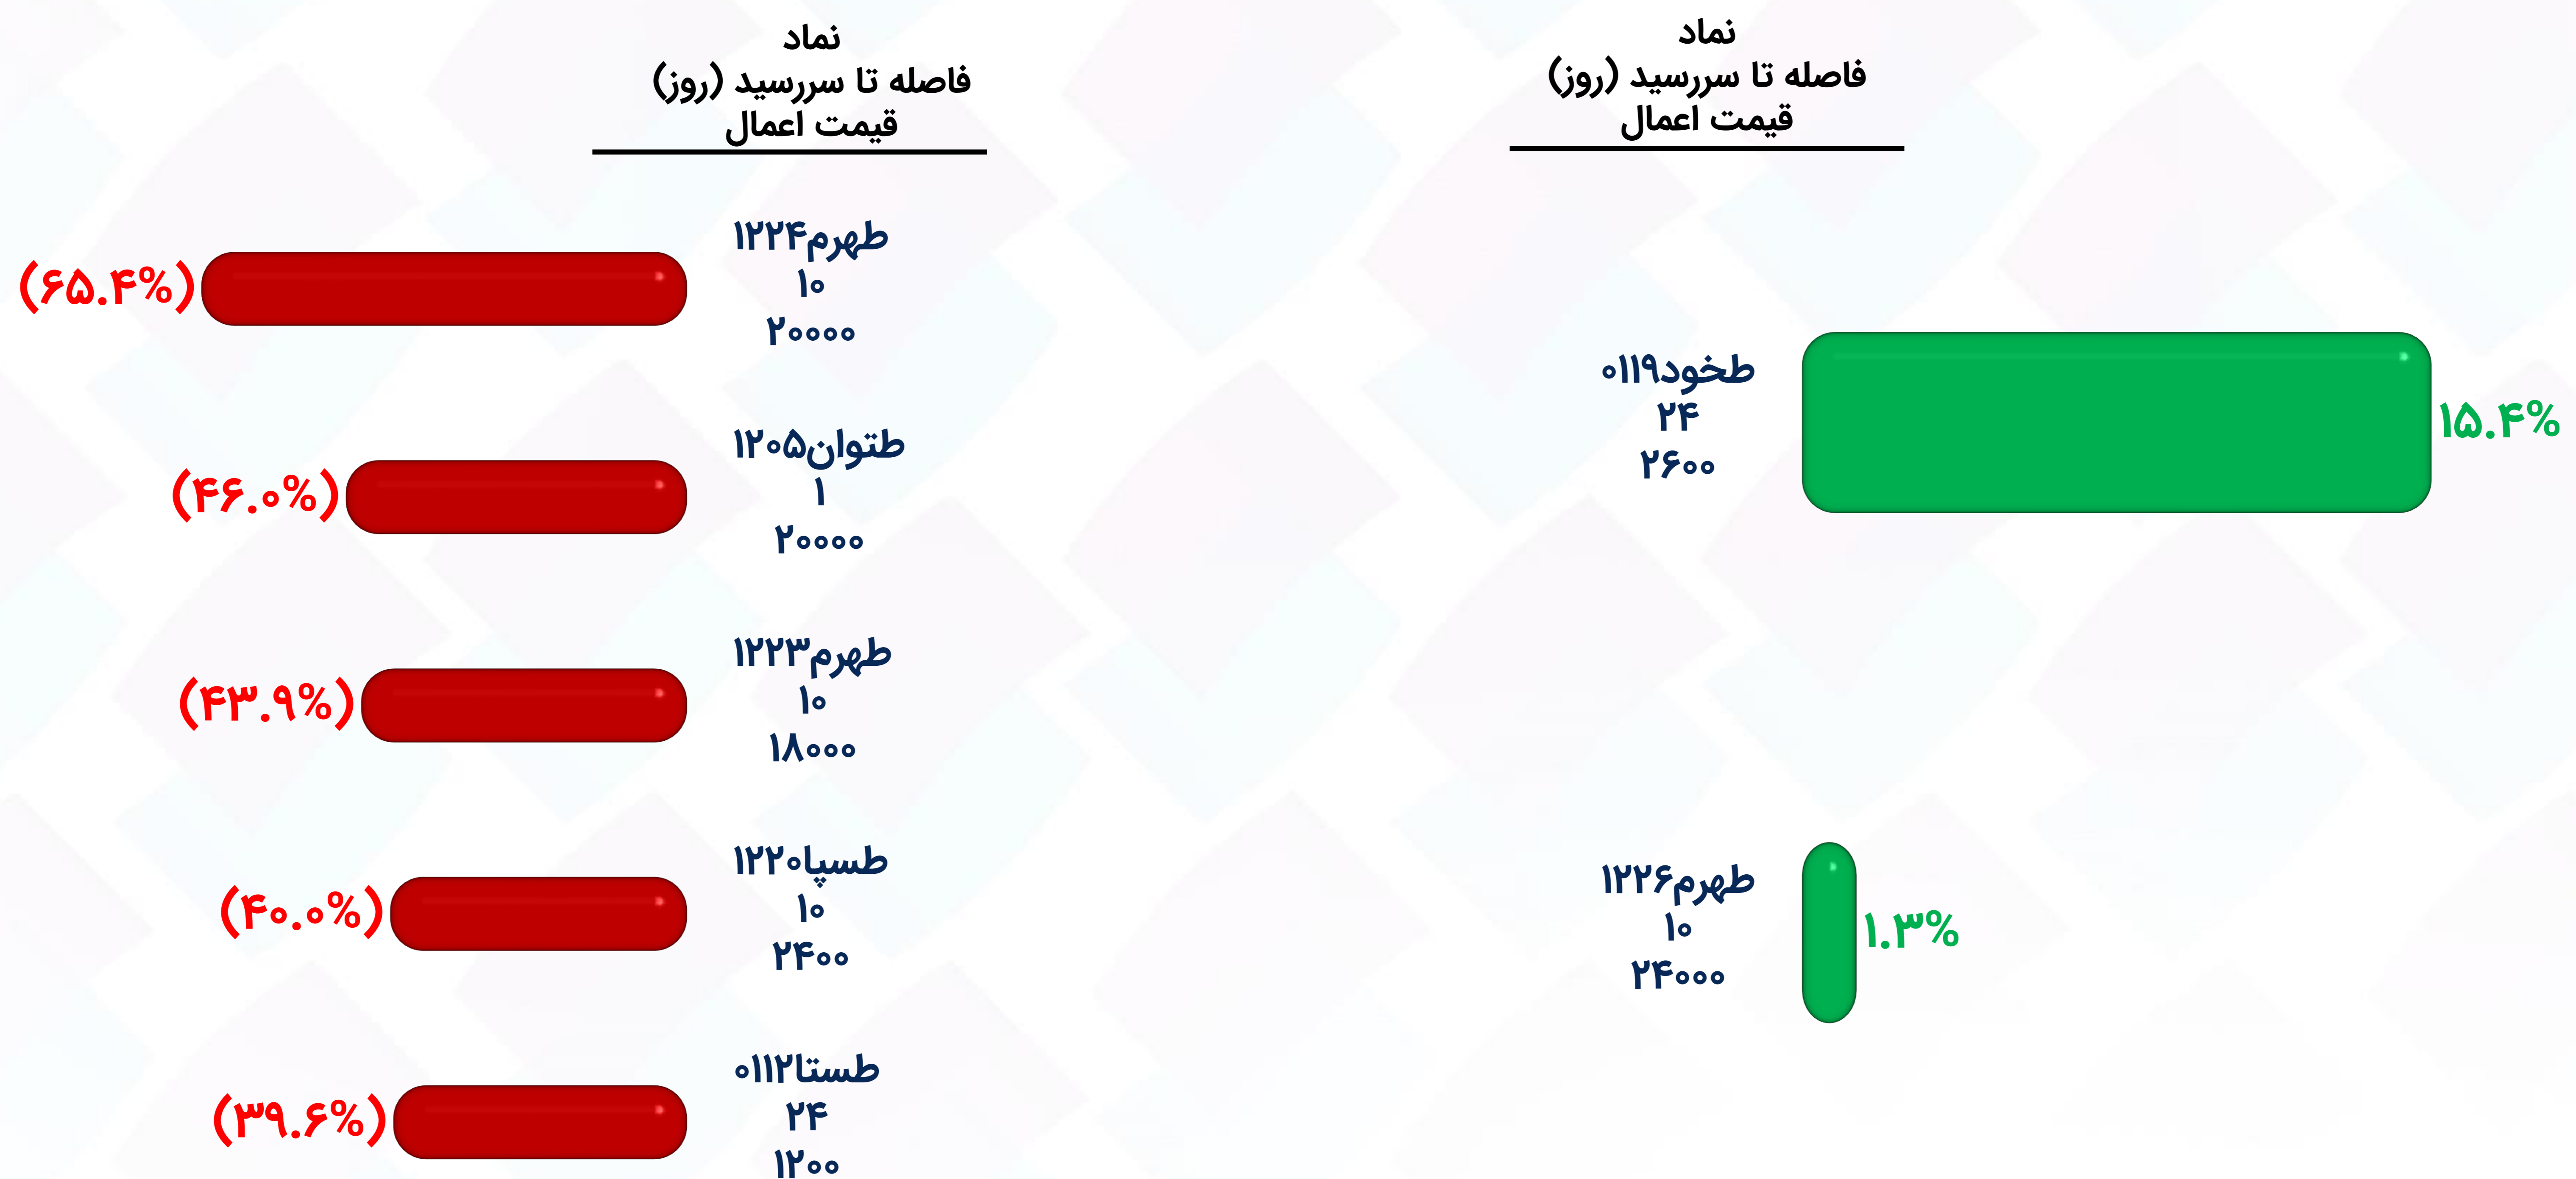 نماد
فاصله تا سررسید (روز)
قیمت اعمال
طخود۰۱۱۹
۲۴
۲۶۰۰
۱۵.۴%
طهرم۱۲۲۶
۱۰
۲۴۰۰۰
۱.۳%
نماد
فاصله تا سررسید (روز)
قیمت اعمال
طهرم۱۲۲۴
۱۰
۲۰۰۰۰
(۶۵.۴%)
طتوان۱۲۰۵
۱
۲۰۰۰۰
(۴۶.۰%)
طهرم۱۲۲۳
۱۰
۱۸۰۰۰
(۴۳.۹%)
طسپا۱۲۲۰
۱۰
۲۴۰۰
(۴۰.۰%)
طستا۰۱۱۲
۲۴
۱۲۰۰
(۳۹.۶%)